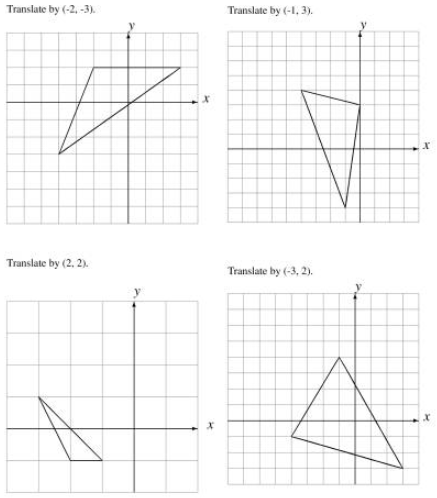 Translate by (-2, -3).
y
x
Translate by (-1, 3).
y
x
Translate by (2, 2).
y
x
Translate by (-3, 2).
y
x